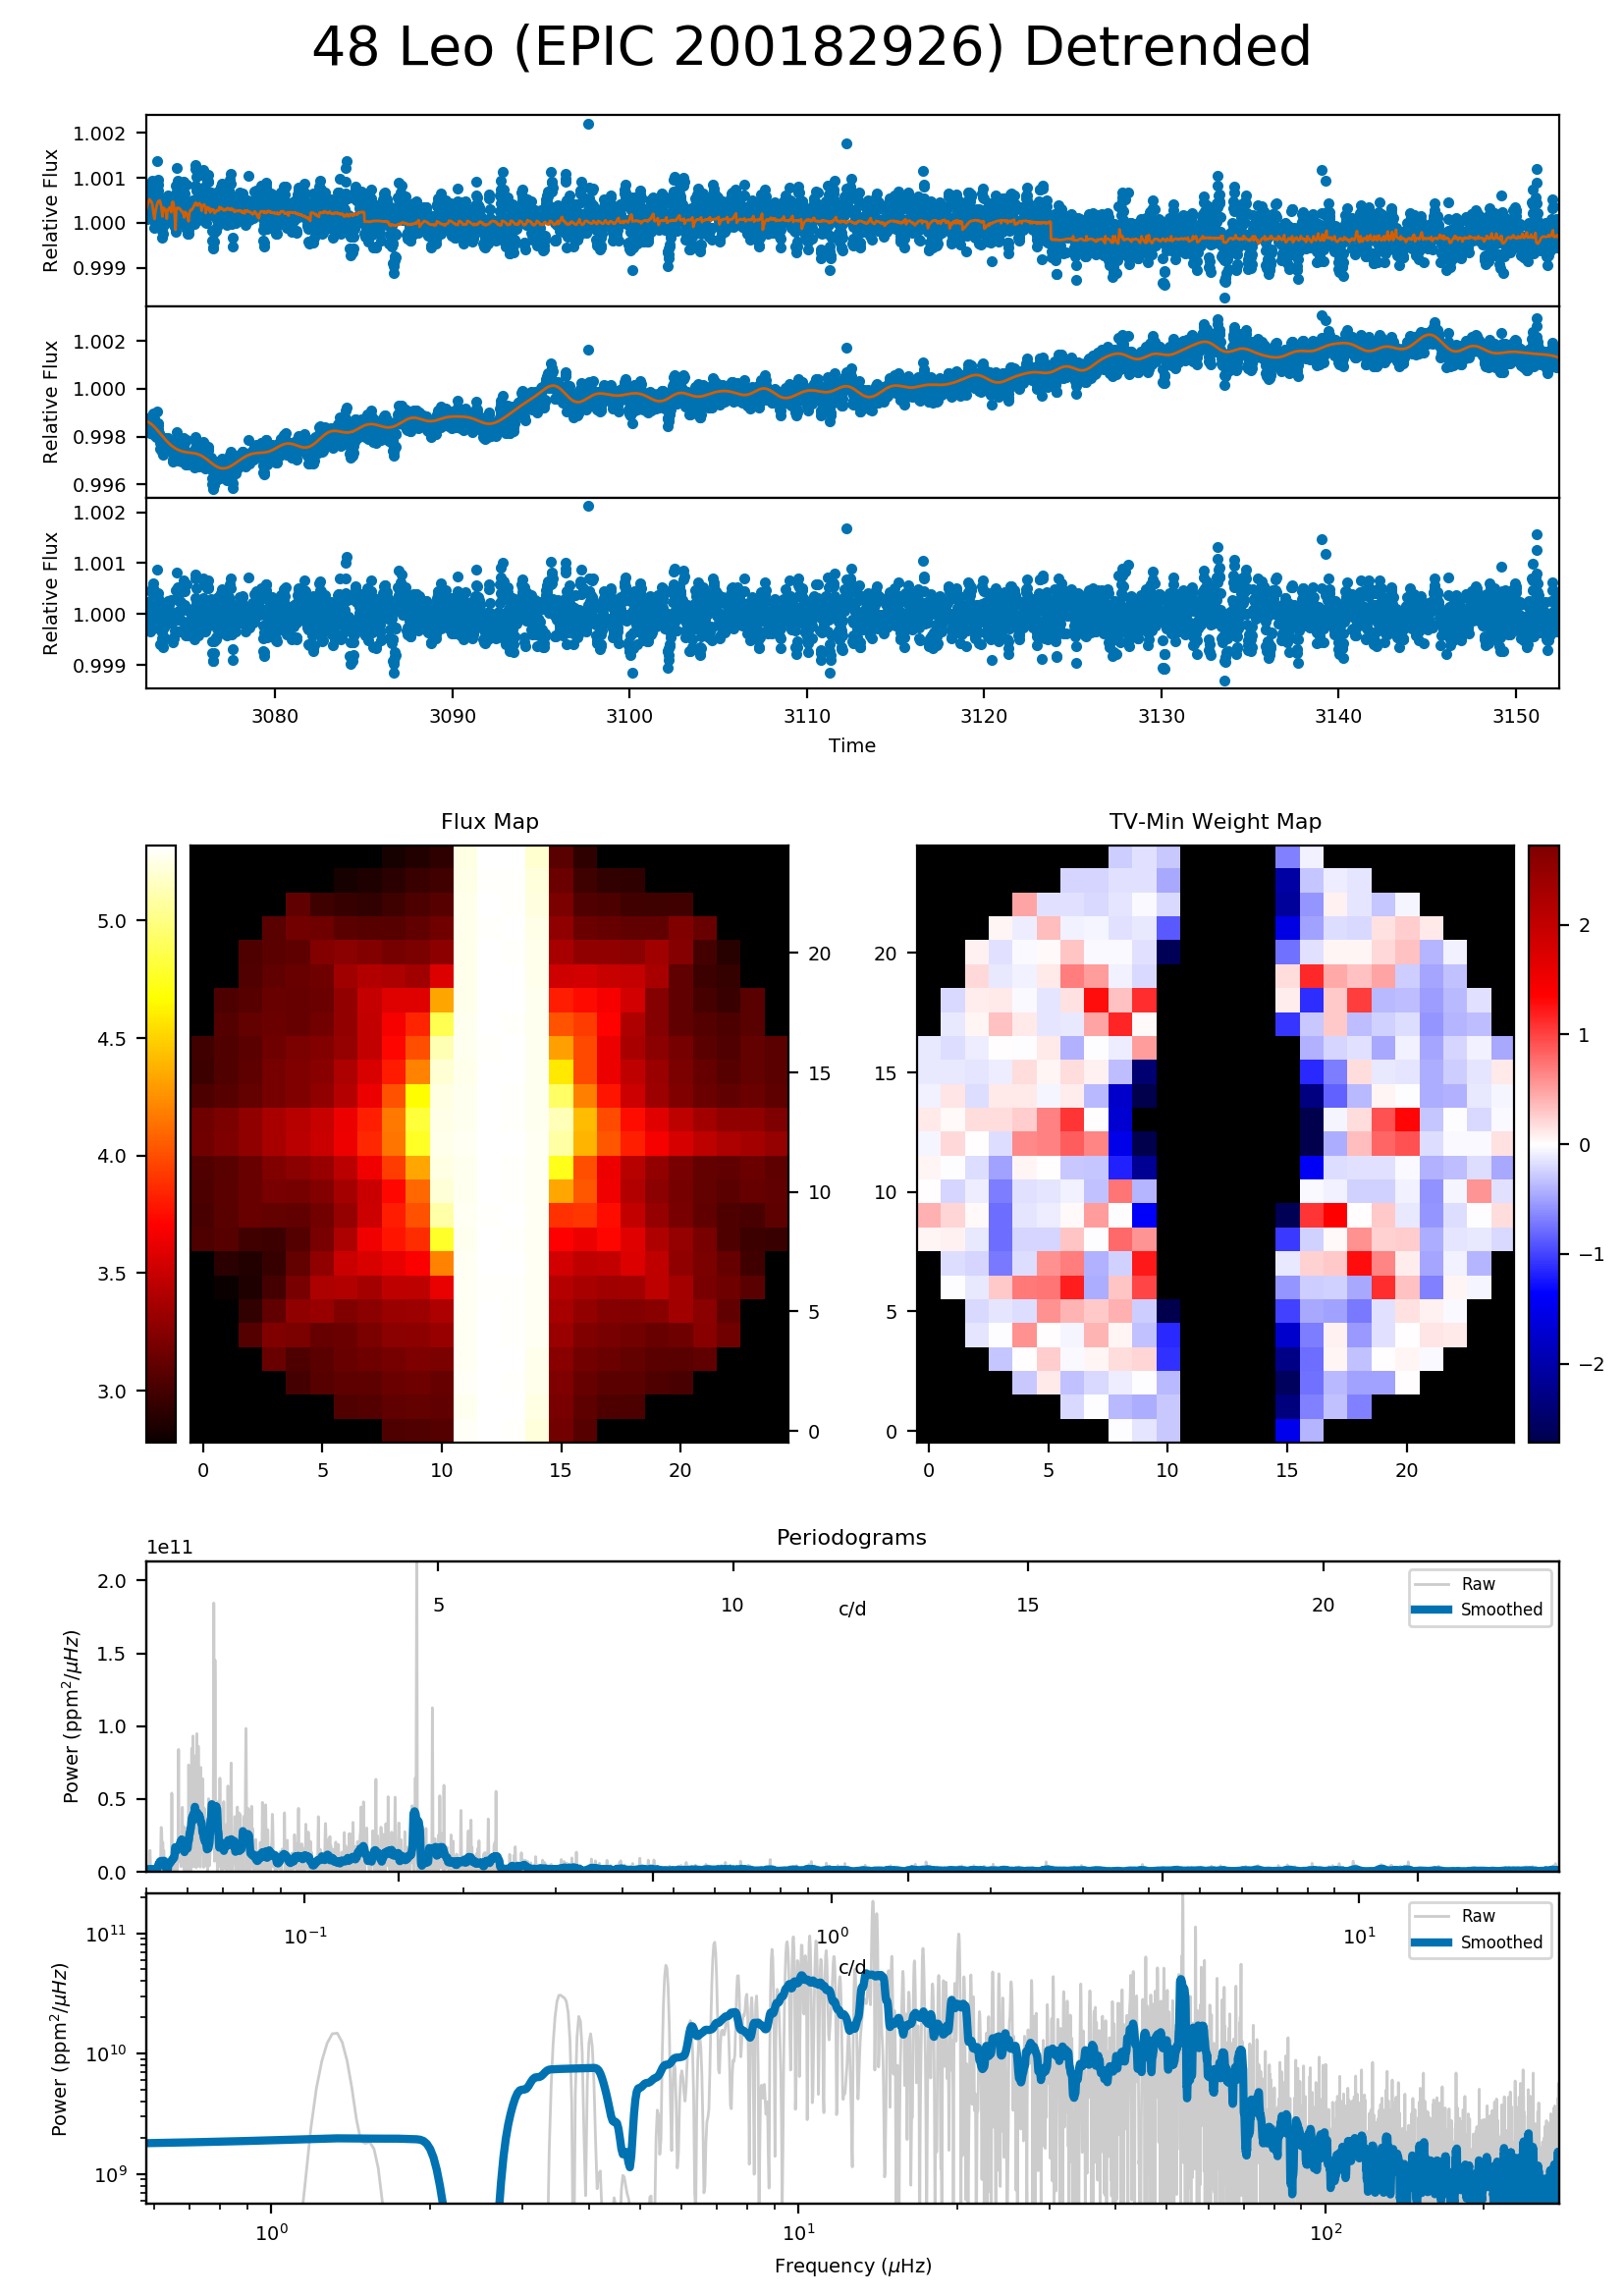 48 Leo (EPIC 200182926) Detrended
Relative Flux
1.002
1.001
1.000
0.999
Relative Flux
1.002
1.000
0.998
0.996
Relative Flux
1.002
1.001
1.000
0.999
3080 3090 3100 3110 3120 3130 3140 3150
Time
Flux Map
5.0
4.5
4.0
3.5
3.0
20
15
10
5
0
0 5 10 15 20
TV-Min Weight Map
20
15
10
5
0
0 5 10 15 20
2
1
0
−1
−2
Periodograms
1e11
Power (ppm²/μHz)
2.0
1.5
1.0
0.5
0.0
5 10 15 20
c/d
Raw
Smoothed
Power (ppm²/μHz)
10¹¹
10¹⁰
10⁹
10⁻¹ 10⁰ 10¹
c/d
Raw
Smoothed
10⁰ 10¹ 10²
Frequency (μHz)